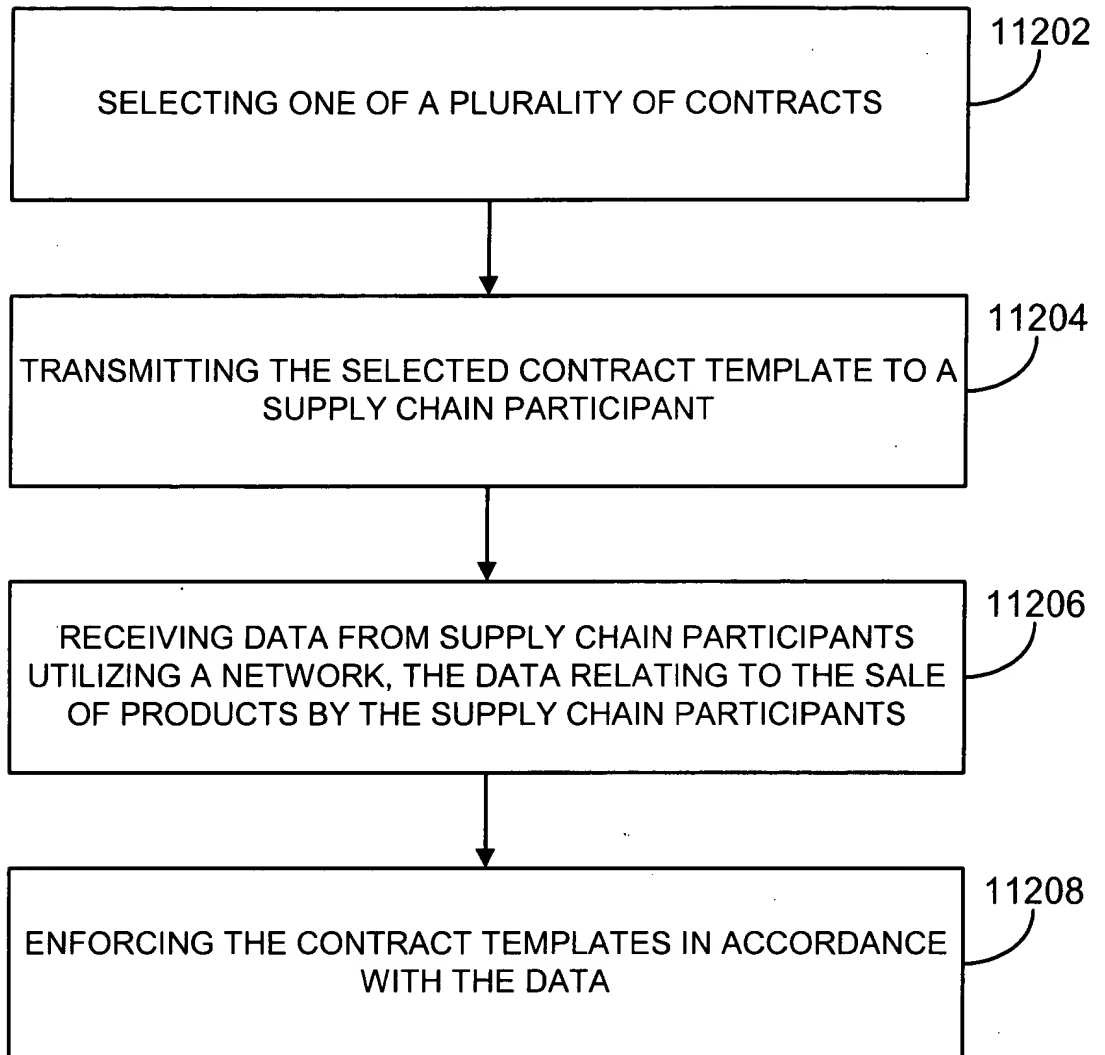 11202
SELECTING ONE OF A PLURALITY OF CONTRACTS
11204
TRANSMITTING THE SELECTED CONTRACT TEMPLATE TO A
SUPPLY CHAIN PARTICIPANT
11206
RECEIVING DATA FROM SUPPLY CHAIN PARTICIPANTS
UTILIZING A NETWORK, THE DATA RELATING TO THE SALE
OF PRODUCTS BY THE SUPPLY CHAIN PARTICIPANTS
11208
ENFORCING THE CONTRACT TEMPLATES IN ACCORDANCE
WITH THE DATA